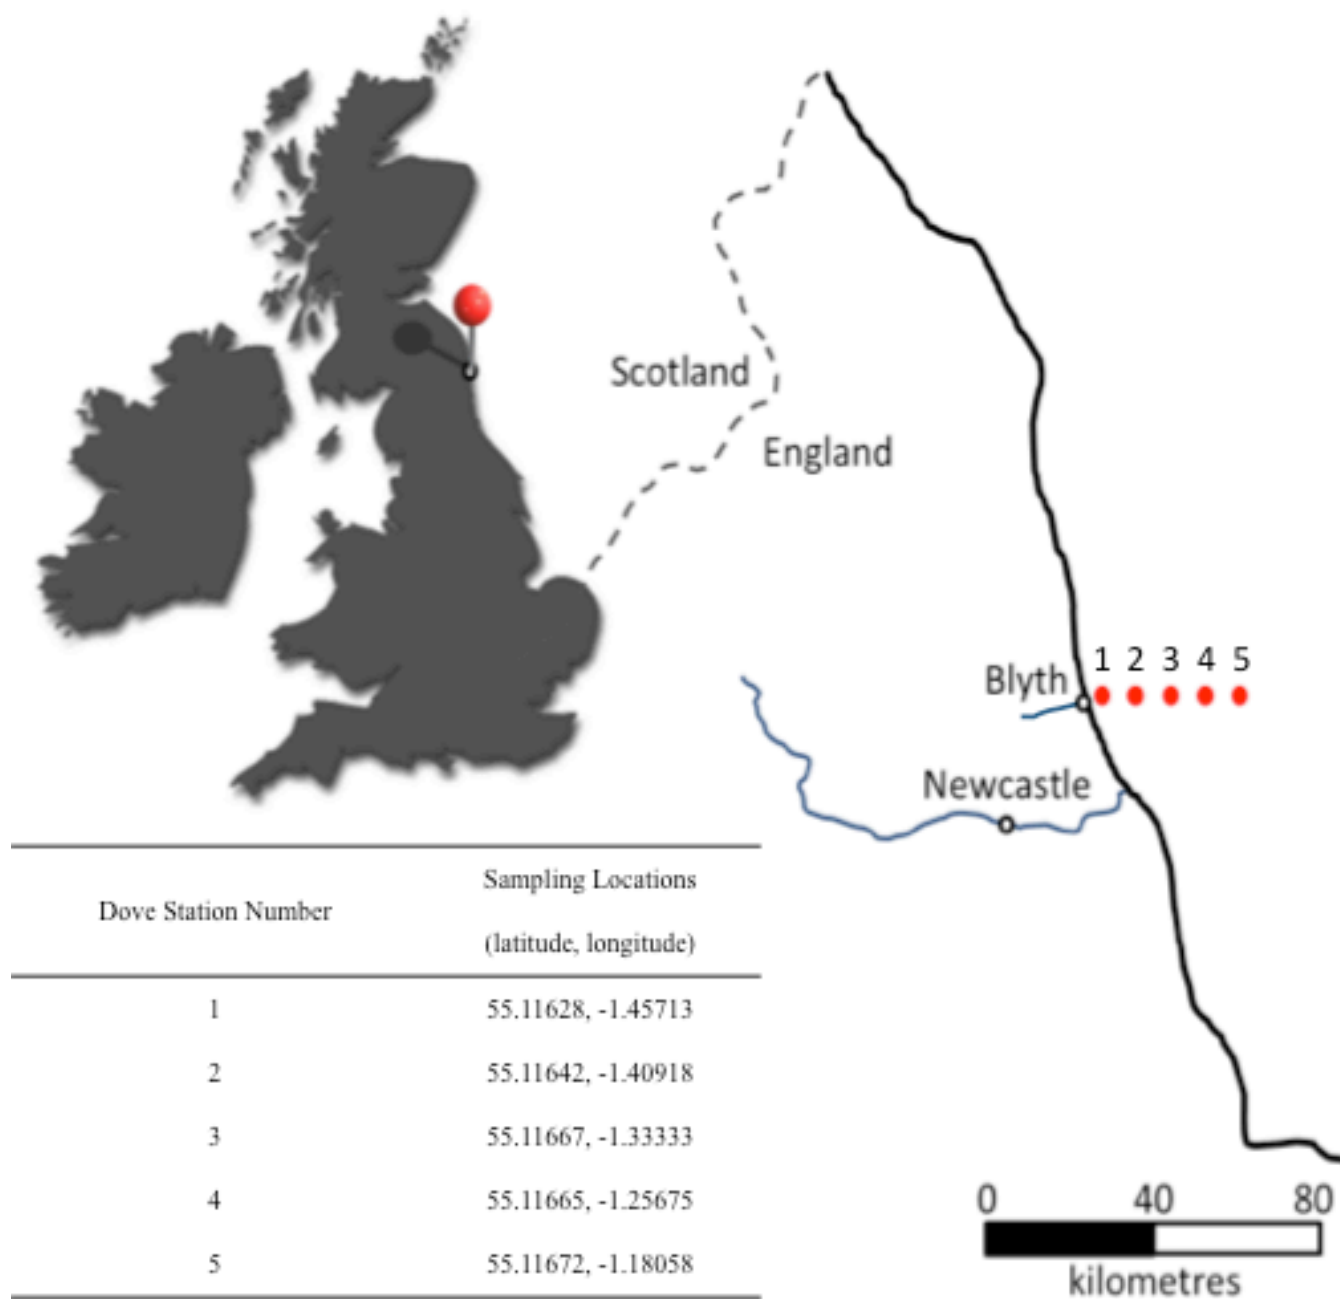 Scotland
England
1 2 3 4 5
Blyth
Newcastle
Dove Station Number
Sampling Locations
(latitude, longitude)
1 55.11628, -1.45713
2 55.11642, -1.40918
3 55.11667, -1.33333
4 55.11665, -1.25675
5 55.11672, -1.18058
0 40 80
kilometres